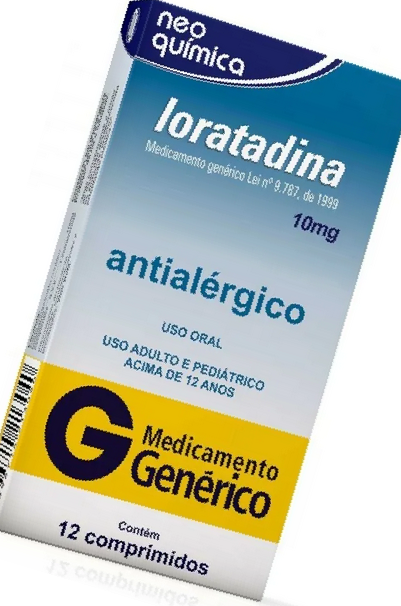 neo
química
loratadina
Medicamento genérico Lei nº 9.787, de 1999
10mg
antialérgico
USO ORAL
USO ADULTO E PEDIÁTRICO
ACIMA DE 12 ANOS
G
Medicamento
Genérico
Contém
12 comprimidos